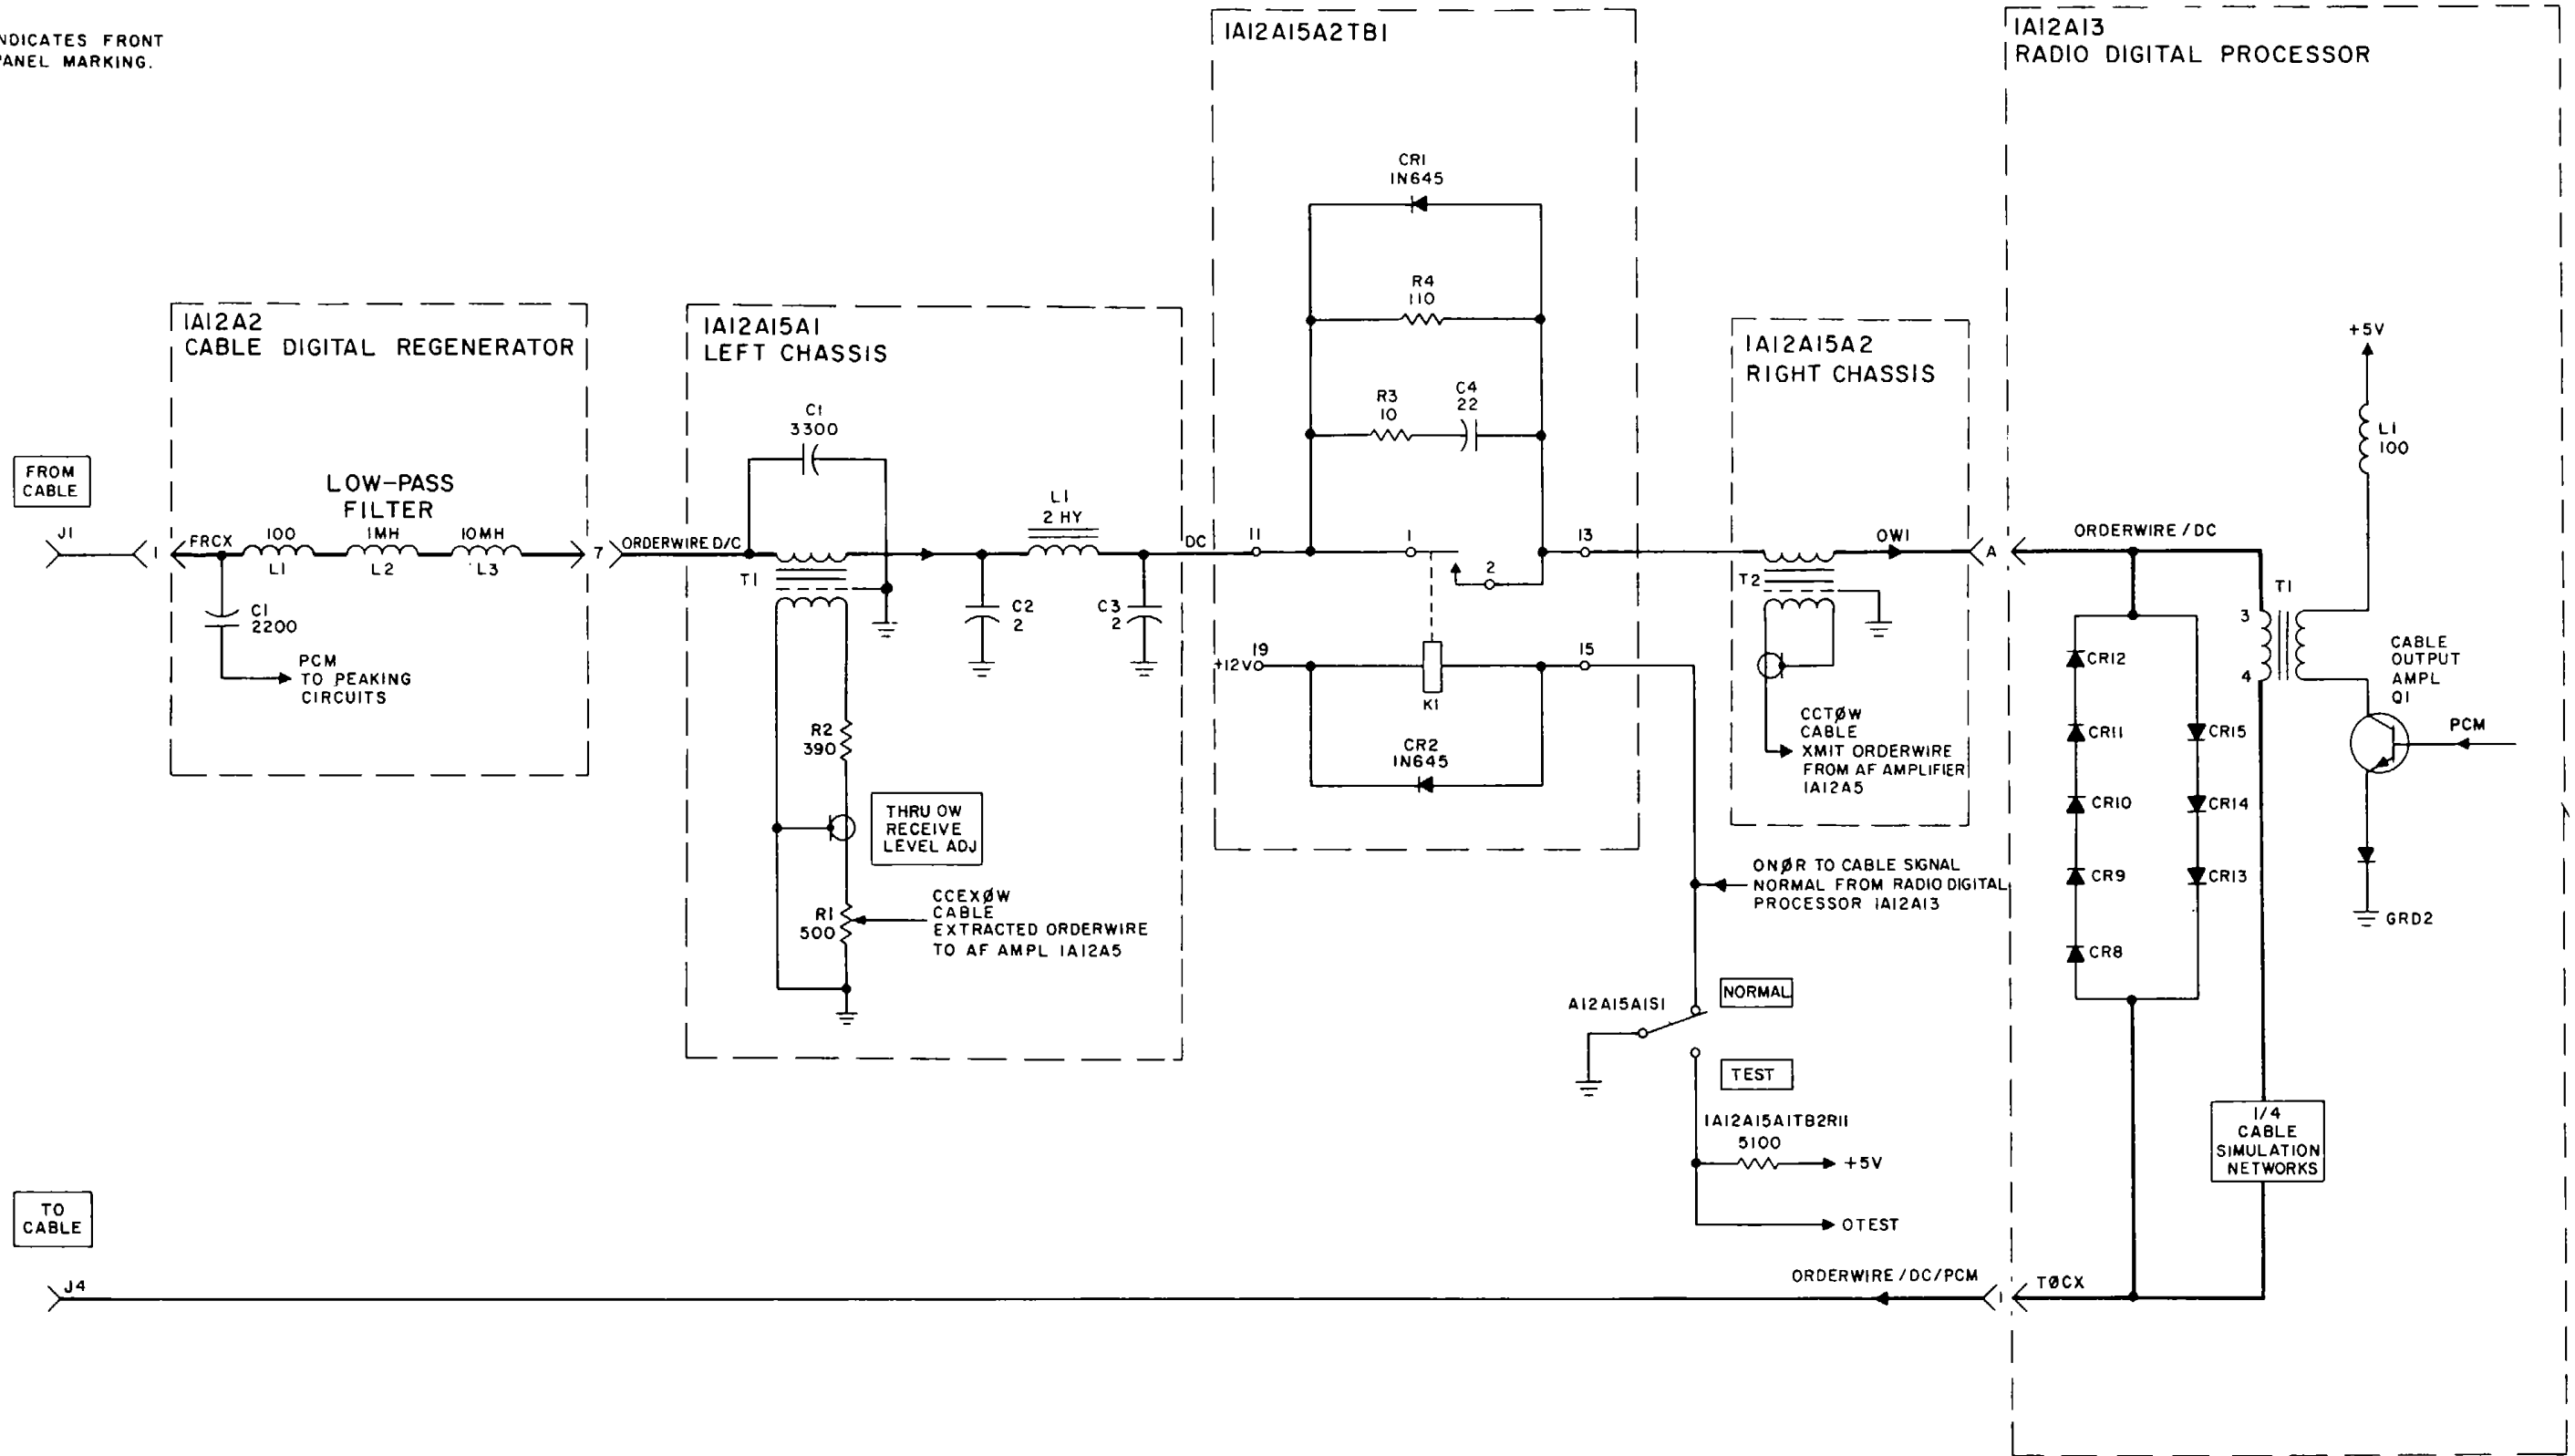 NDICATES FRONT
PANEL MARKING.
1A12A2
CABLE DIGITAL REGENERATOR
FROM
CABLE
J1
1
FRCX
LOW-PASS
FILTER
100
L1
1MH
L2
10MH
L3
7
C1
2200
PCM
TO PEAKING
CIRCUITS
1A12A15A1
LEFT CHASSIS
ORDERWIRE D/C
C1
3300
T1
L1
2 HY
C2
2
C3
2
DC
R2
390
THRU OW
RECEIVE
LEVEL ADJ
R1
500
CCEXØW
CABLE
EXTRACTED ORDERWIRE
TO AF AMPL 1A12A5
1A12A15A2TB1
CR1
1N645
R4
110
R3
10
C4
22
11
1
2
13
+12V
19
15
K1
CR2
1N645
1A12A15A2
RIGHT CHASSIS
T2
OW1
A
CCTØW
CABLE
XMIT ORDERWIRE
FROM AF AMPLIFIER
1A12A5
ONØR TO CABLE SIGNAL
NORMAL FROM RADIO DIGITAL
PROCESSOR 1A12A13
A12A15A1S1
NORMAL
TEST
1A12A15A1TB2R11
5100
+5V
OTEST
1A12A13
RADIO DIGITAL PROCESSOR
ORDERWIRE / DC
CR12
CR11
CR10
CR9
CR8
CR15
CR14
CR13
T1
3
4
+5V
L1
100
CABLE
OUTPUT
AMPL
Q1
PCM
GRD2
1/4
CABLE
SIMULATION
NETWORKS
TO
CABLE
J4
ORDERWIRE / DC / PCM
1
TØCX